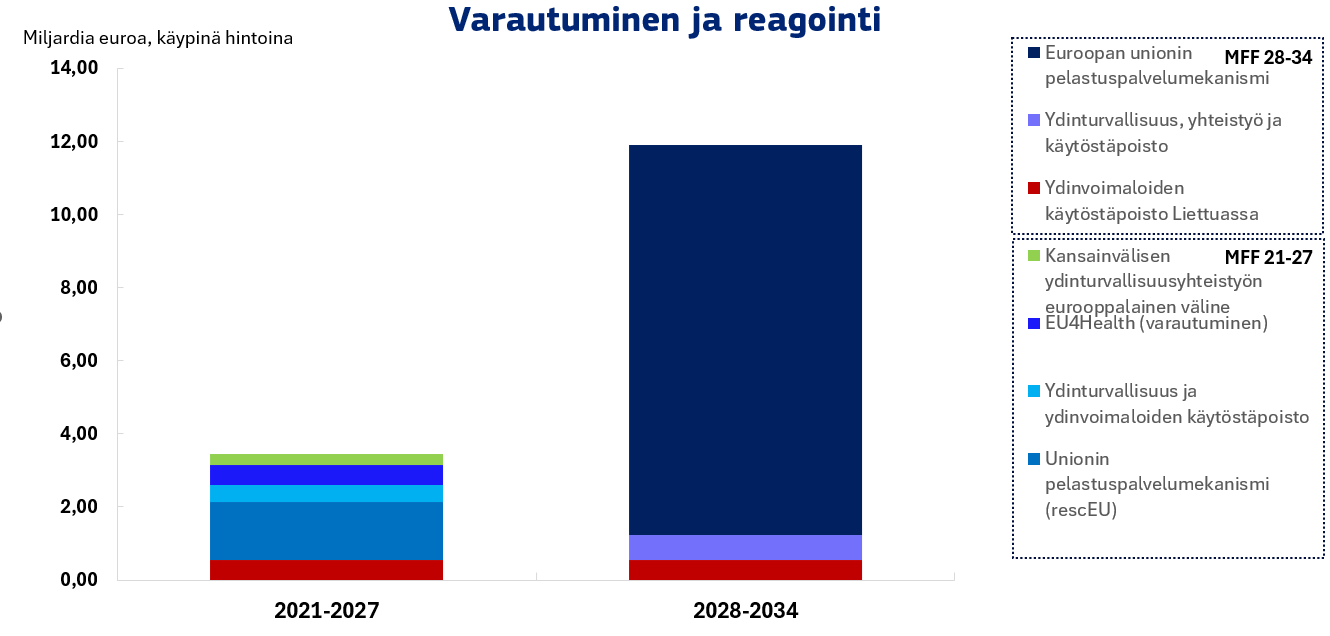 Varautuminen ja reagointi
Miljardia euroa, käypinä hintoina
14,00
12,00
10,00
8,00
6,00
4,00
2,00
0,00
2021-2027
2028-2034
MFF 28-34
Euroopan unionin
pelastuspalvelumekanismi
Ydinturvallisuus, yhteistyö ja
käytöstäpoisto
Ydinvoimaloiden
käytöstäpoisto Liettuassa
MFF 21-27
Kansainvälisen
ydinturvallisuusyhteistyön
eurooppalainen väline
EU4Health (varautuminen)
Ydinturvallisuus ja
ydinvoimaloiden käytöstäpoisto
Unionin
pelastuspalvelumekanismi
(rescEU)